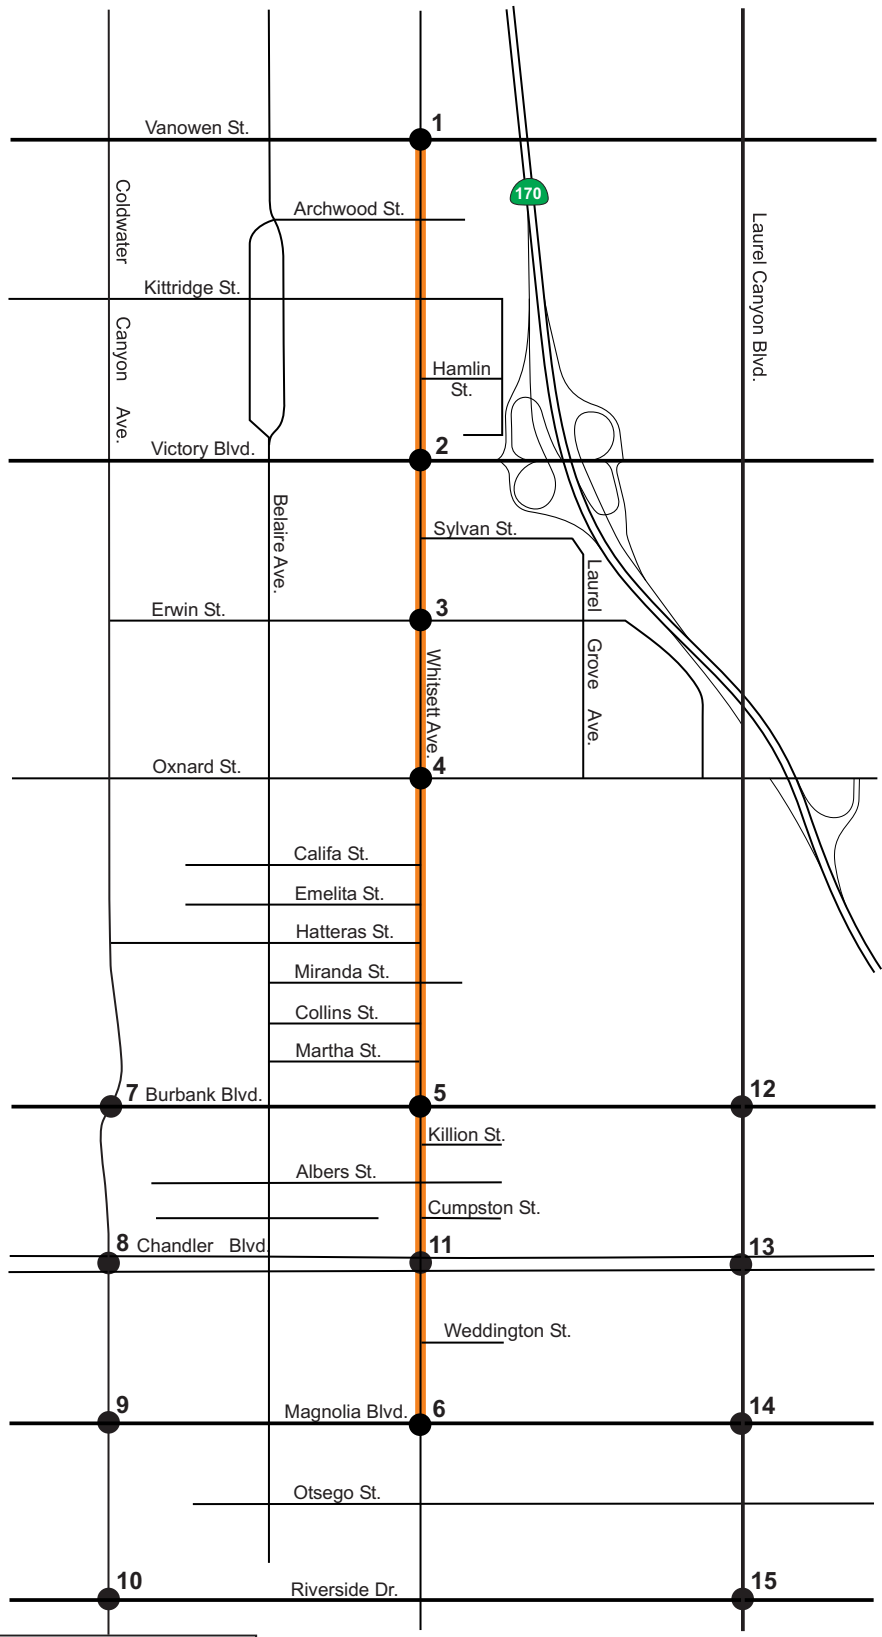 1
Vanowen St.
170
Coldwater Canyon Ave.
Archwood St.
Laurel Canyon Blvd.
Kittridge St.
Hamlin
St.
2
Victory Blvd.
Belaire Ave.
Sylvan St.
Laurel Grove Ave.
3
Erwin St.
Whitsett Ave.
4
Oxnard St.
Califa St.
Emelita St.
Hatteras St.
Miranda St.
Collins St.
Martha St.
7 Burbank Blvd. 5 12
Killion St.
Albers St.
Cumpston St.
8 Chandler Blvd. 11 13
Weddington St.
9 Magnolia Blvd. 6 14
Otsego St.
10 Riverside Dr. 15